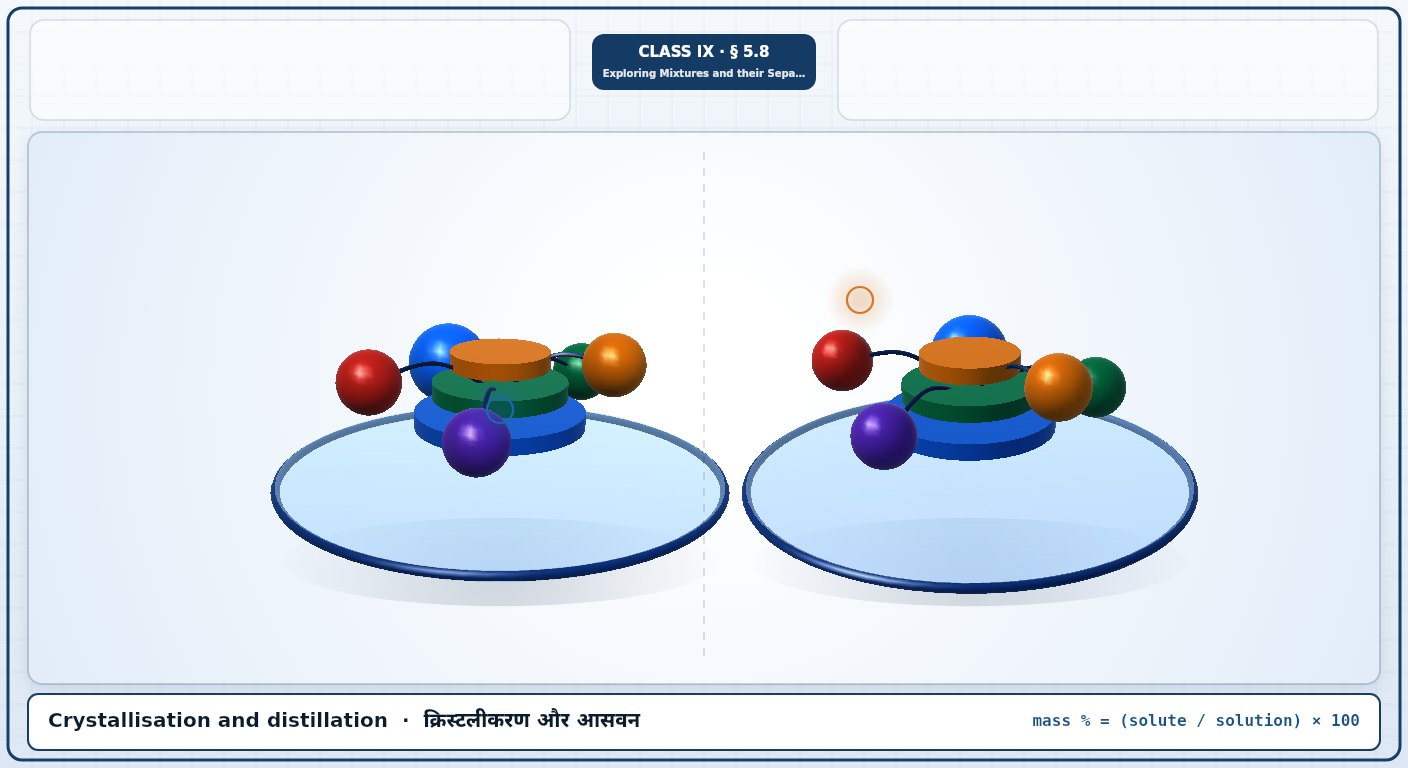 CLASS IX · § 5.8
Exploring Mixtures and their Sepa...
Crystallisation and distillation · क्रिस्टलीकरण और आसवन
mass % = (solute / solution) × 100